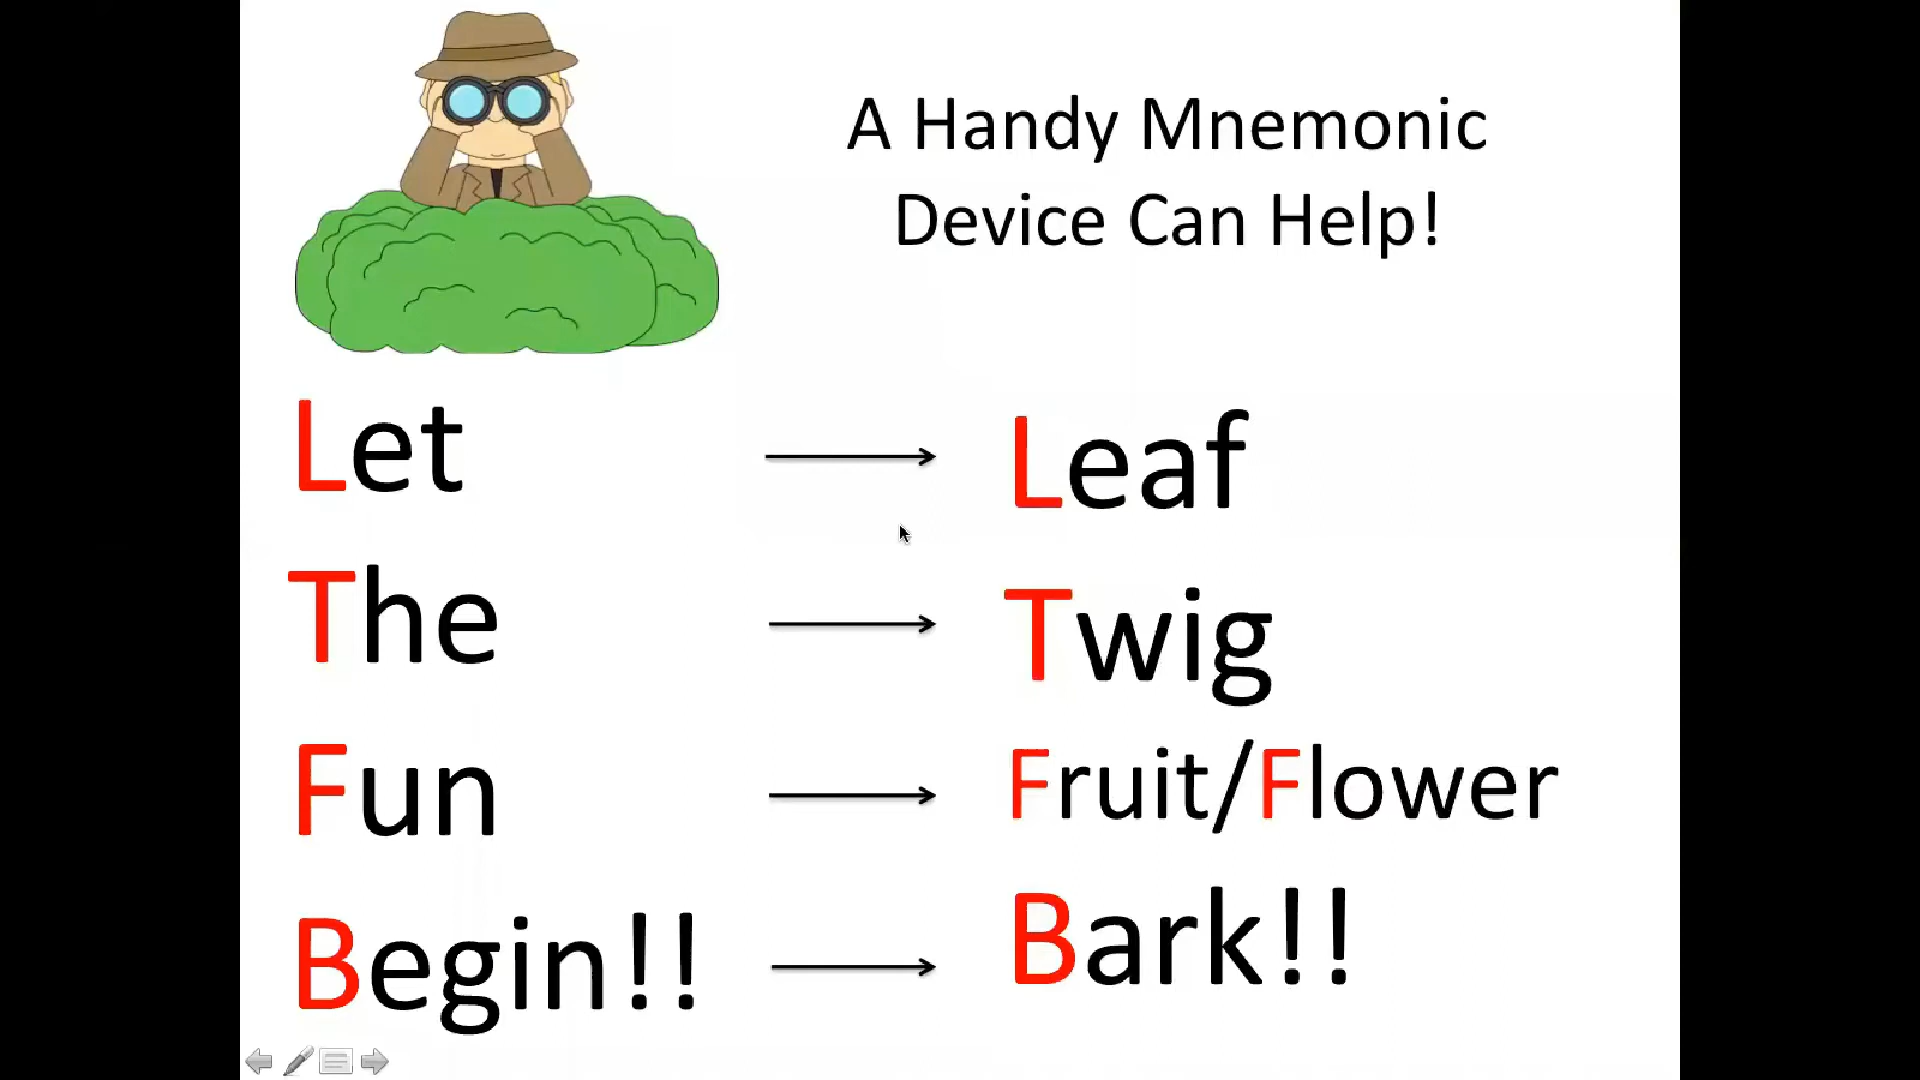 A Handy Mnemonic
Device Can Help!
Let → Leaf
The → Twig
Fun → Fruit/Flower
Begin!! → Bark!!